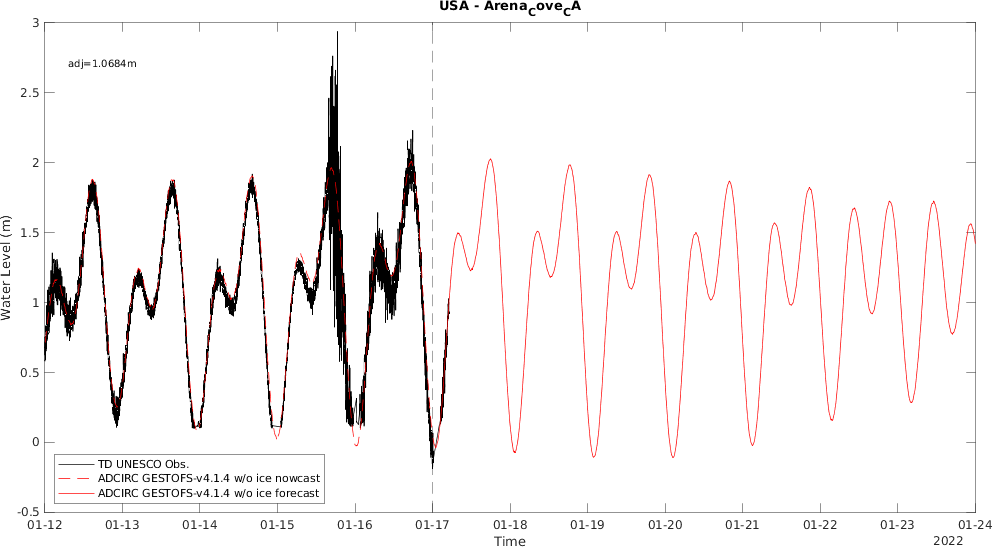 USA - Arena_Cove_CA
3
adj=1.0684m
2.5
2
1.5
1
0.5
0
-0.5
Water Level (m)
TD UNESCO Obs.
ADCIRC GESTOFS-v4.1.4 w/o ice nowcast
ADCIRC GESTOFS-v4.1.4 w/o ice forecast
01-12 01-13 01-14 01-15 01-16 01-17 01-18 01-19 01-20 01-21 01-22 01-23 01-24
Time
2022